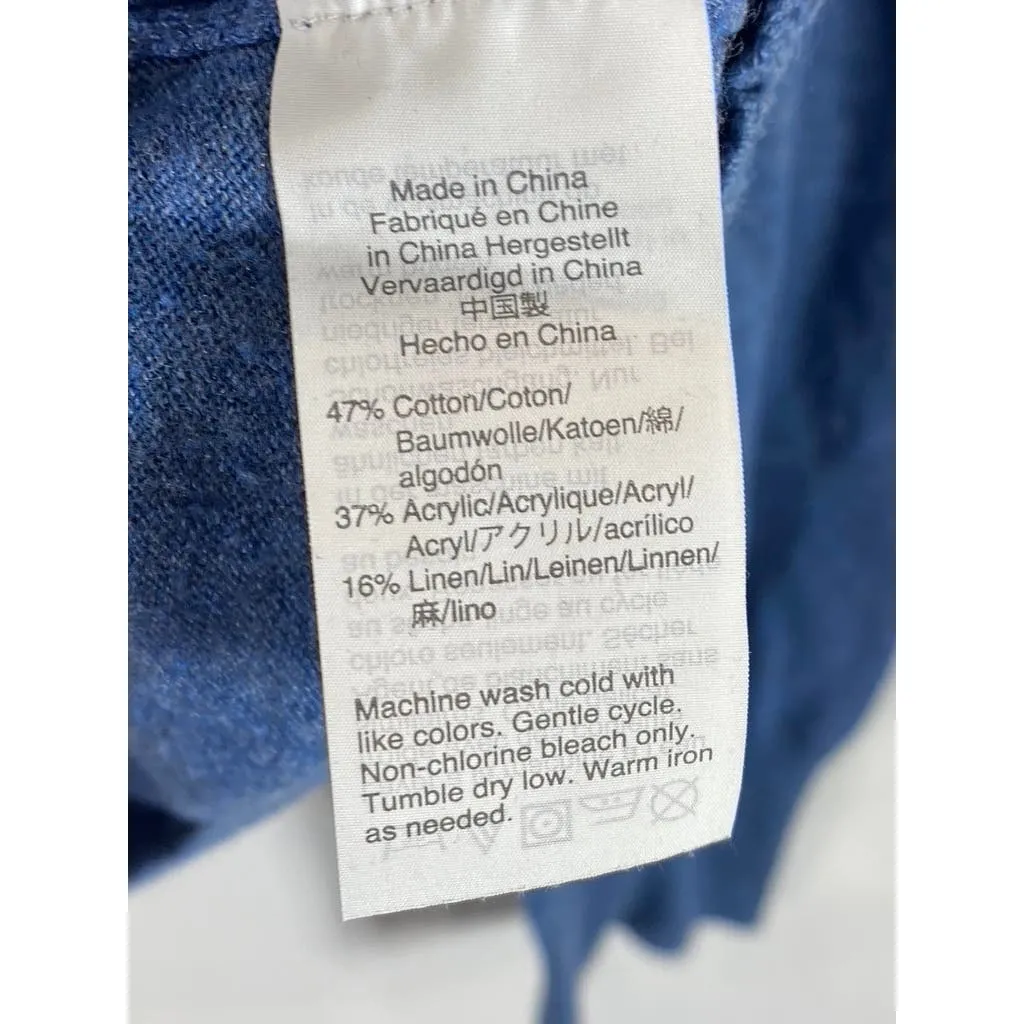 Made in China
Fabriqué en Chine
in China Hergestellt
Vervaardigd in China
中国製
Hecho en China
47% Cotton/Coton/
Baumwolle/Katoen/綿/
algodón
37% Acrylic/Acrylique/Acryl/
Acryl/アクリル/acrílico
16% Linen/Lin/Leinen/Linnen/
麻/lino
Machine wash cold with
like colors. Gentle cycle.
Non-chlorine bleach only.
Tumble dry low. Warm iron
as needed.